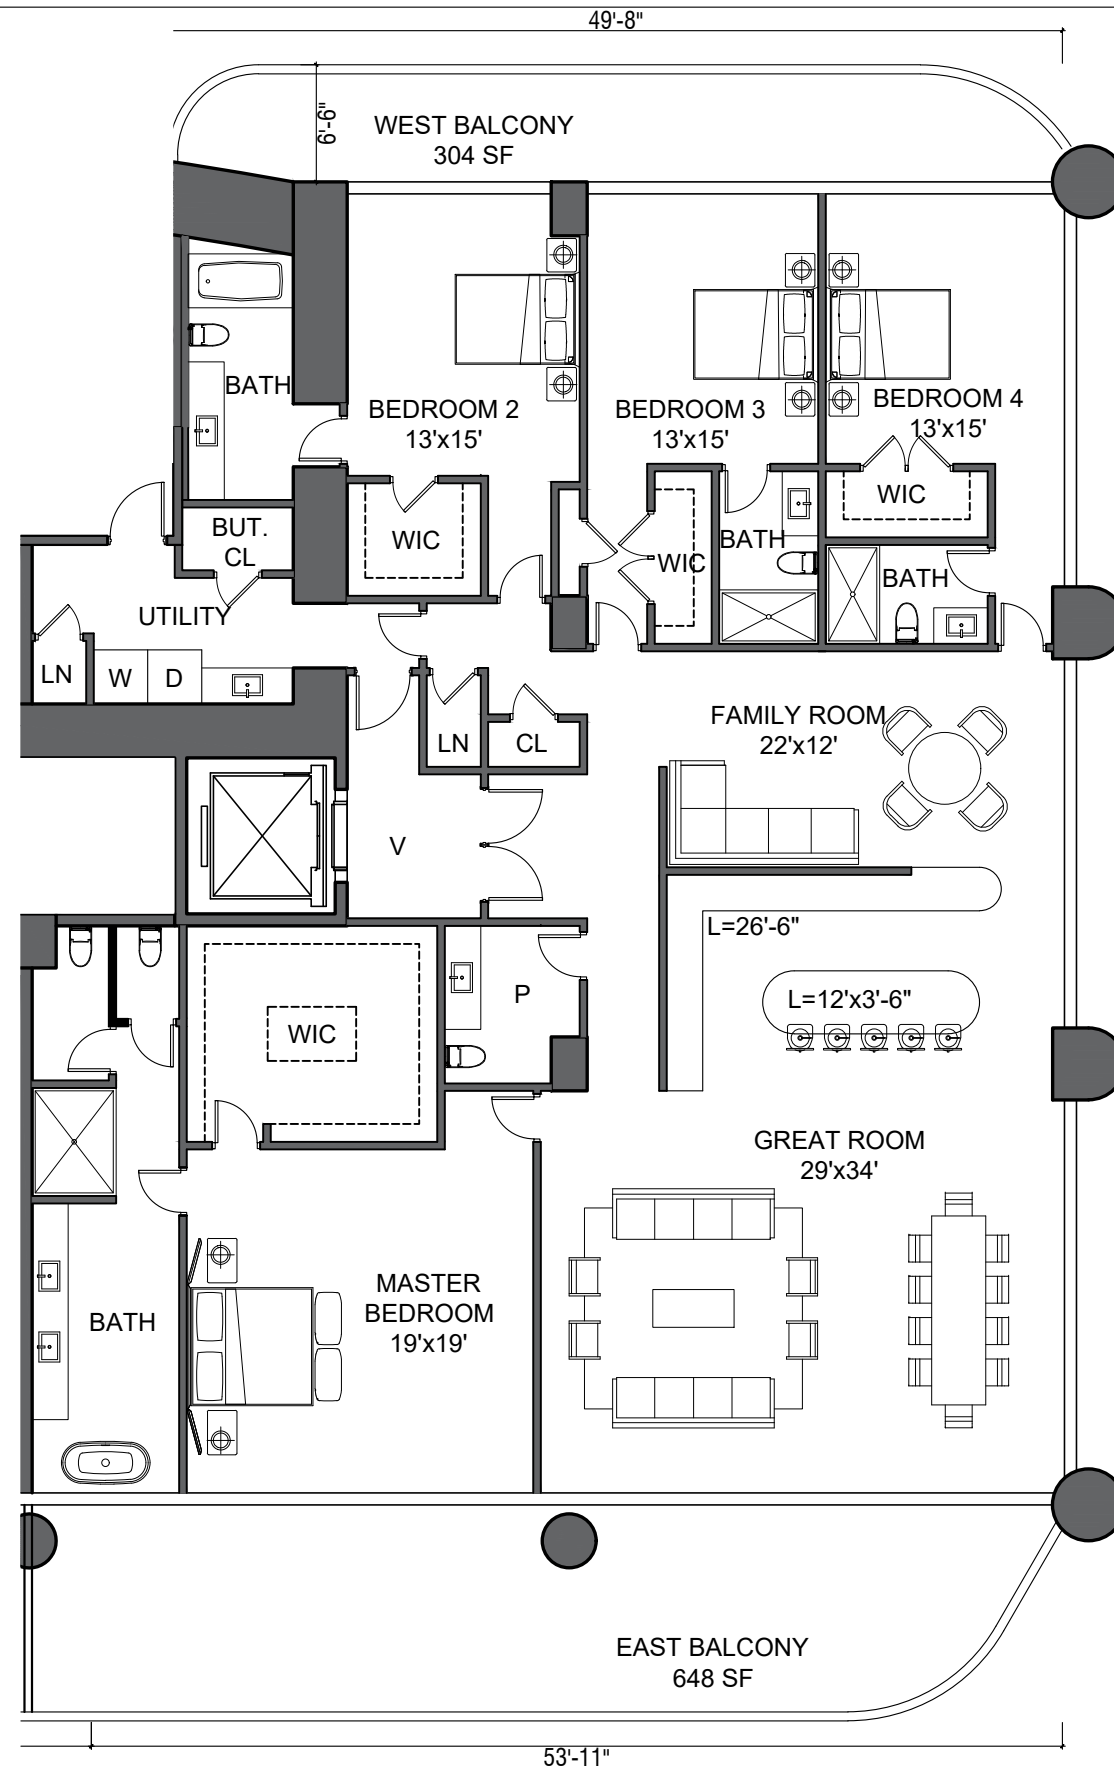 49'-8"
6'-6"
WEST BALCONY
304 SF
BATH
BEDROOM 2
13'x15'
BEDROOM 3
13'x15'
BEDROOM 4
13'x15'
WIC
BUT.
CL
WIC
BATH
WIC
BATH
UTILITY
LN
W
D
FAMILY ROOM
22'x12'
LN
CL
V
L=26'-6"
P
L=12'x3'-6"
WIC
GREAT ROOM
29'x34'
MASTER
BEDROOM
19'x19'
BATH
EAST BALCONY
648 SF
53'-11"